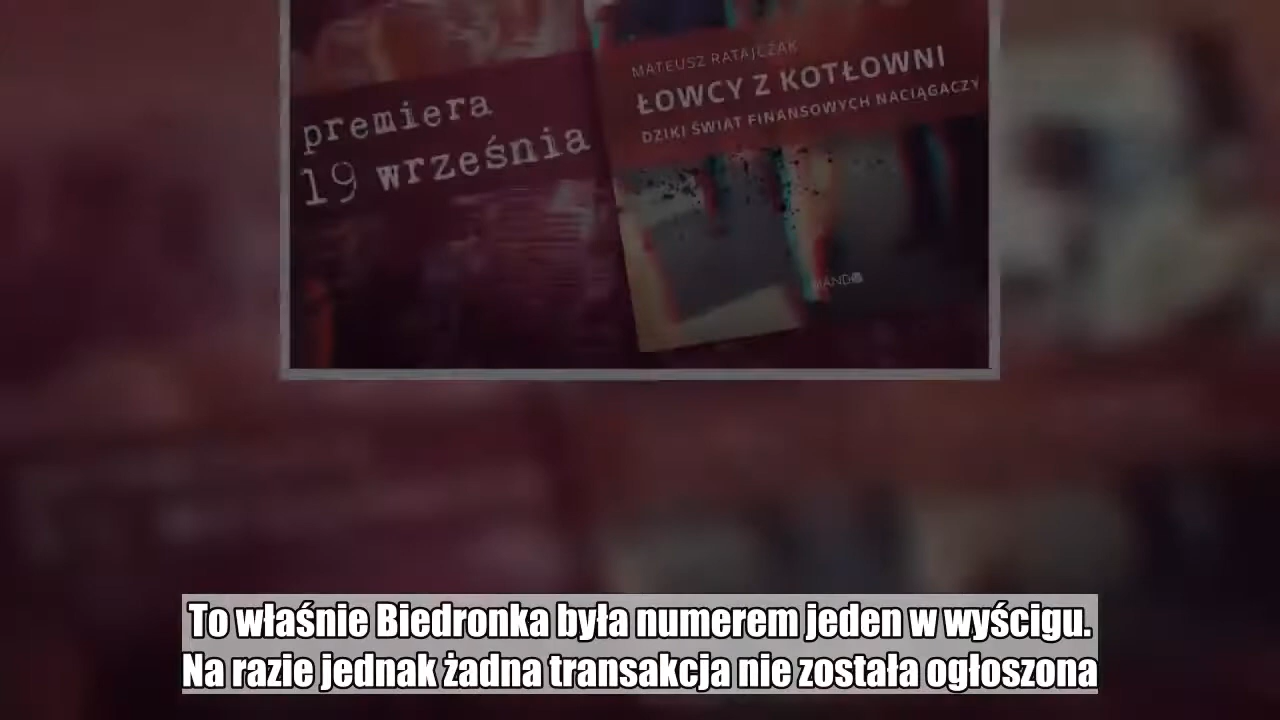 premiera
19 września
MATEUSZ RATAJCZAK
ŁOWCY Z KOTŁOWNI
DZIKI ŚWIAT FINANSOWYCH NACIĄGACZY
MANDO
To właśnie Biedronka była numerem jeden w wyścigu.
Na razie jednak żadna transakcja nie została ogłoszona